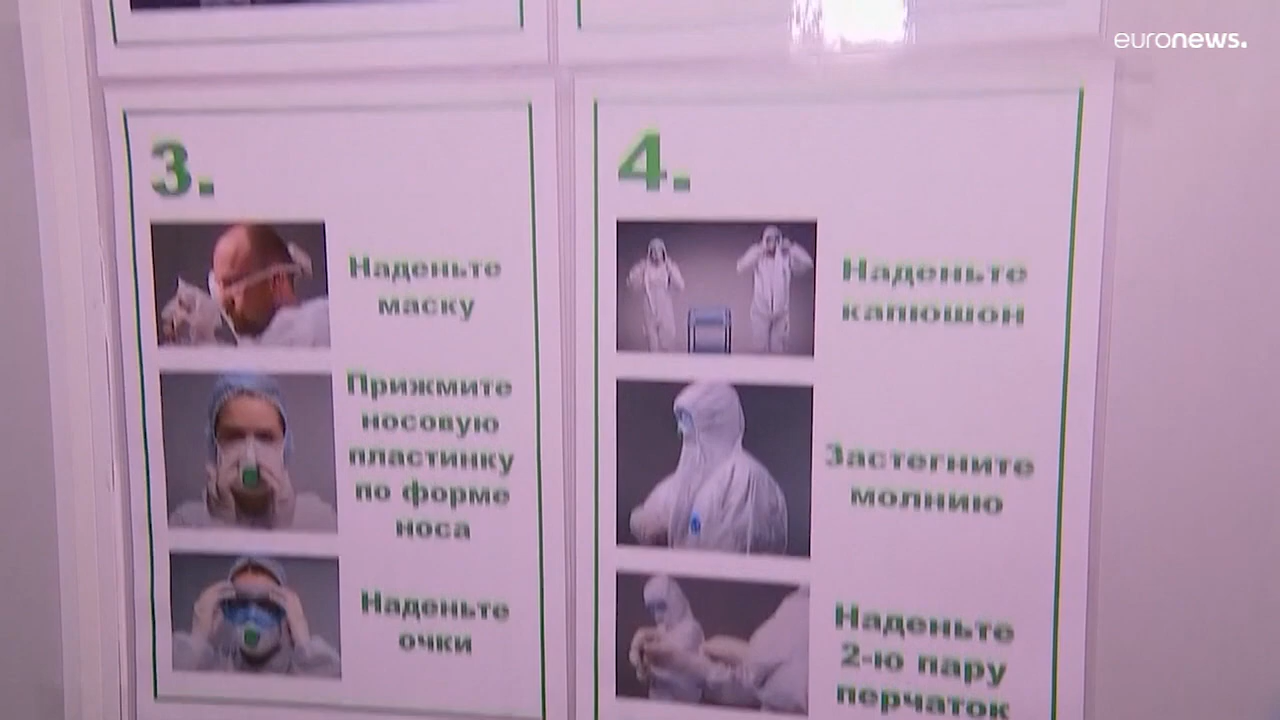 euronews.
3.
Наденьте
маску
Прижмите
носовую
пластинку
по форме
носа
Наденьте
очки
4.
Наденьте
капюшон
Застегните
молнию
Наденьте
2-ю пару
перчаток